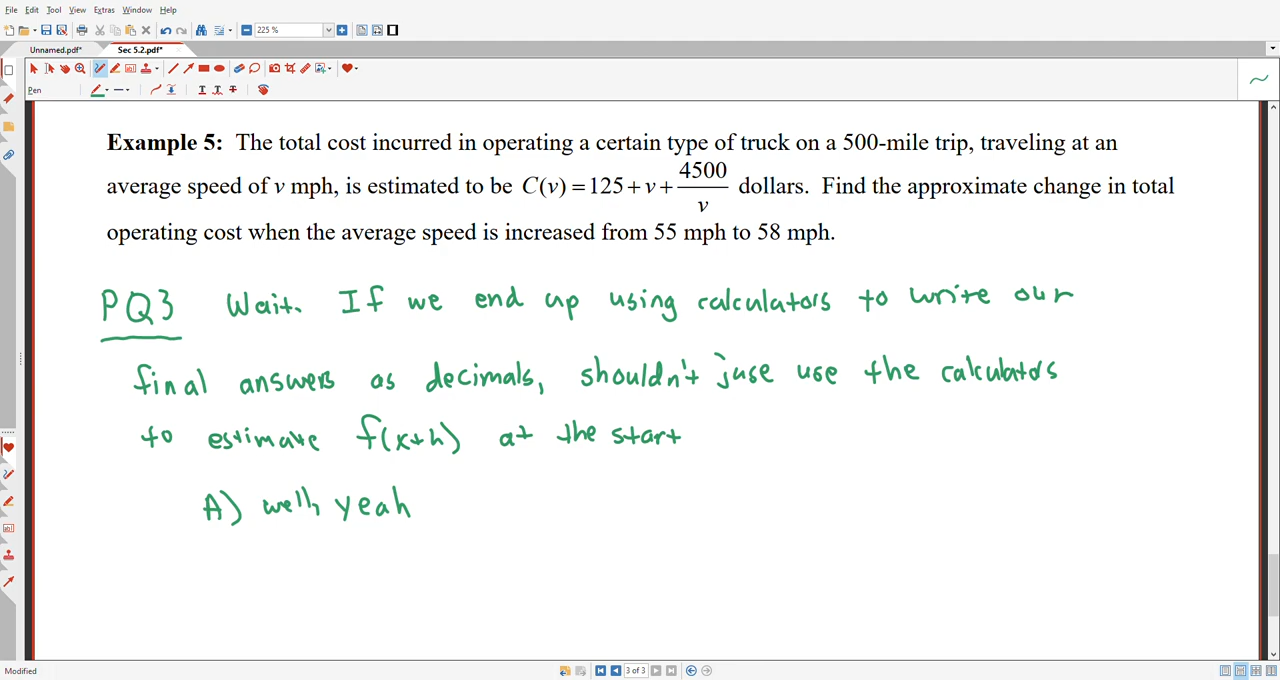 File Edit Tool View Extras Window Help
225 %
Unnamed.pdf* Sec 5.2.pdf*
Pen
Example 5: The total cost incurred in operating a certain type of truck on a 500-mile trip, traveling at an
average speed of v mph, is estimated to be C(v) = 125 + v + 4500/v dollars. Find the approximate change in total
operating cost when the average speed is increased from 55 mph to 58 mph.
PQ3 Wait. If we end up using calculators to write our
final answers as decimals, shouldn't juse use the calculators
to estimate f(x+h) at the start
A) well, yeah
Modified
3 of 3